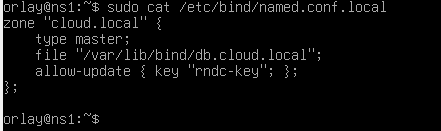 orlay@ns1:~$ sudo cat /etc/bind/named.conf.local
zone "cloud.local" {
    type master;
    file "/var/lib/bind/db.cloud.local";
    allow-update { key "rndc-key"; };
};
orlay@ns1:~$